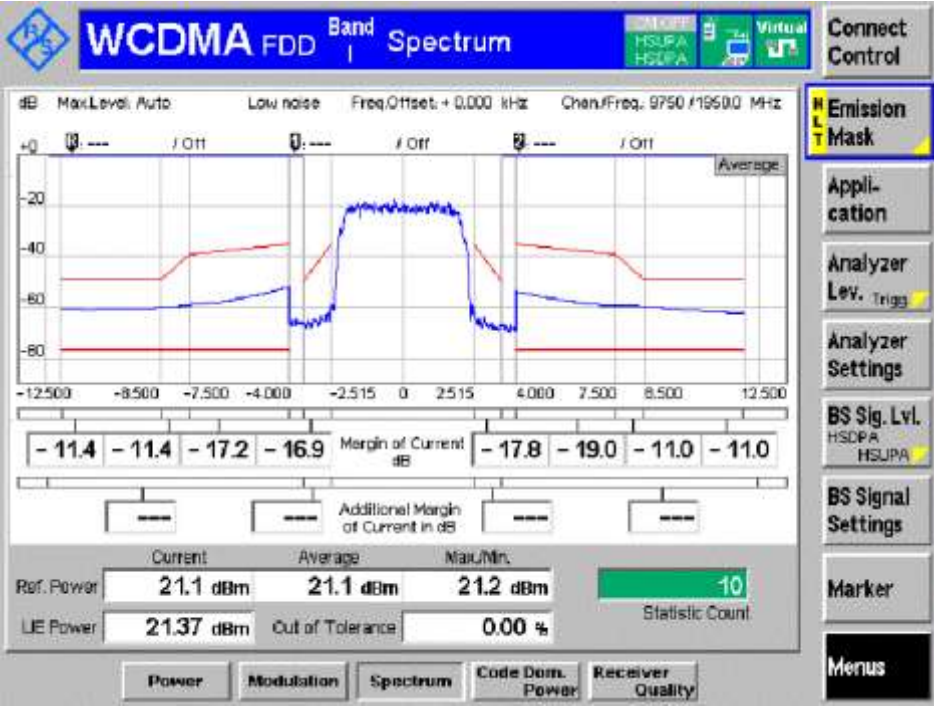 R S
WCDMA FDD Band I Spectrum
HSUPA
HSDPA
Virtual
Connect Control
dB Max.Level: Auto Low noise Freq.Offset: + 0.000 kHz Chan./Freq.: 9750 / 1950.0 MHz
+0 R: --- / Off 1: --- / Off 2: --- / Off
Average
-20
-40
-60
-80
-12.500 -8.500 -7.500 -4.000 -2.515 0 2.515 4.000 7.500 8.500 12.500
- 11.4 - 11.4 - 17.2 - 16.9 Margin of Current dB - 17.8 - 19.0 - 11.0 - 11.0
--- --- Additional Margin of Current in dB --- ---
Current Average Max./Min.
Ref. Power 21.1 dBm 21.1 dBm 21.2 dBm 10
Statistic Count
UE Power 21.37 dBm Out of Tolerance 0.00 %
Power Modulation Spectrum Code Dom. Power Receiver Quality
HLT
Emission Mask
Appli-
cation
Analyzer
Lev. Trigg.
Analyzer
Settings
BS Sig. Lvl.
HSDPA
HSUPA
BS Signal
Settings
Marker
Menus